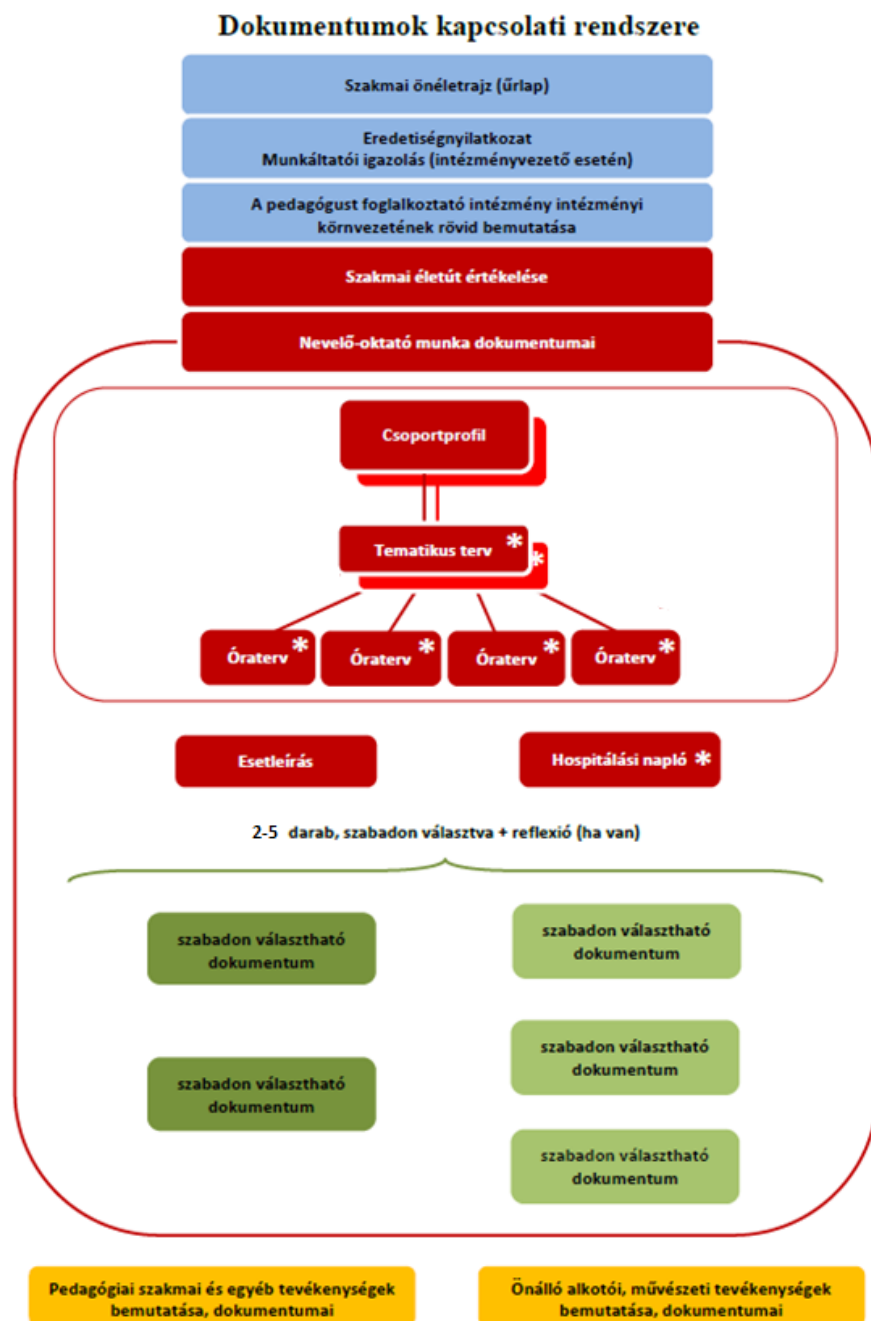 Dokumentumok kapcsolati rendszere
Szakmai önéletrajz (űrlap)
Eredetiségnyilatkozat
Munkáltatói igazolás (intézményvezető esetén)
A pedagógust foglalkoztató intézmény intézményi
körnvezetének rövid bemutatása
Szakmai életút értékelése
Nevelő-oktató munka dokumentumai
Csoportprofil
Tematikus terv *
*
Óraterv *
Óraterv *
Óraterv *
Óraterv *
Esetleírás
Hospitálási napló *
2-5 darab, szabadon választva + reflexió (ha van)
szabadon választható
dokumentum
szabadon választható
dokumentum
szabadon választható
dokumentum
szabadon választható
dokumentum
szabadon választható
dokumentum
Pedagógiai szakmai és egyéb tevékenységek
bemutatása, dokumentumai
Önálló alkotói, művészeti tevékenységek
bemutatása, dokumentumai